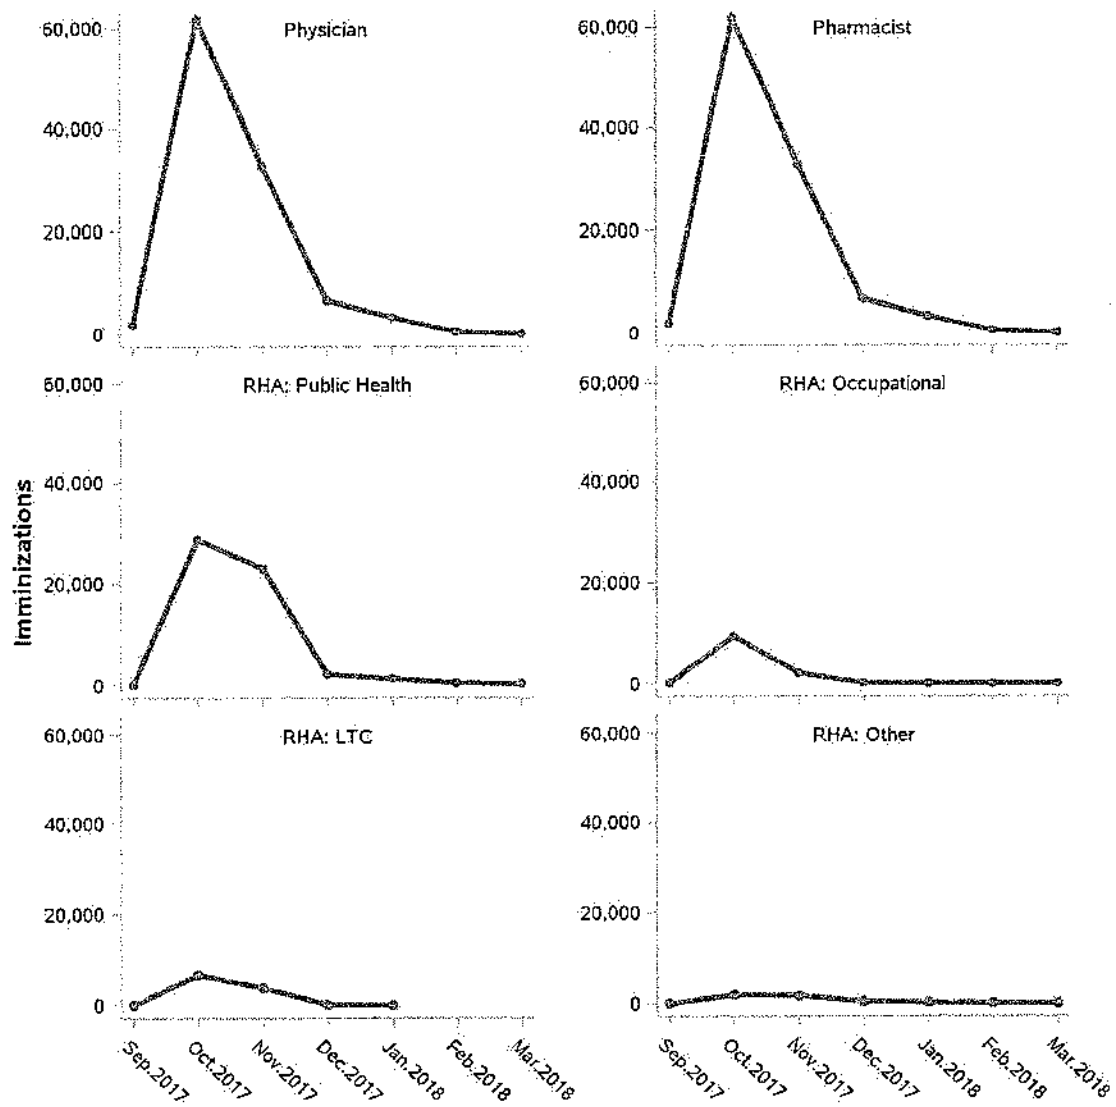 Physician
60,000
40,000
20,000
0
Pharmacist
60,000
40,000
20,000
0
Imminizations
RHA: Public Health
60,000
40,000
20,000
0
RHA: Occupational
60,000
40,000
20,000
0
RHA: LTC
60,000
40,000
20,000
0
Sep.2017
Oct.2017
Nov.2017
Dec.2017
Jan.2018
Feb.2018
Mar.2018
RHA: Other
60,000
40,000
20,000
0
Sep.2017
Oct.2017
Nov.2017
Dec.2017
Jan.2018
Feb.2018
Mar.2018